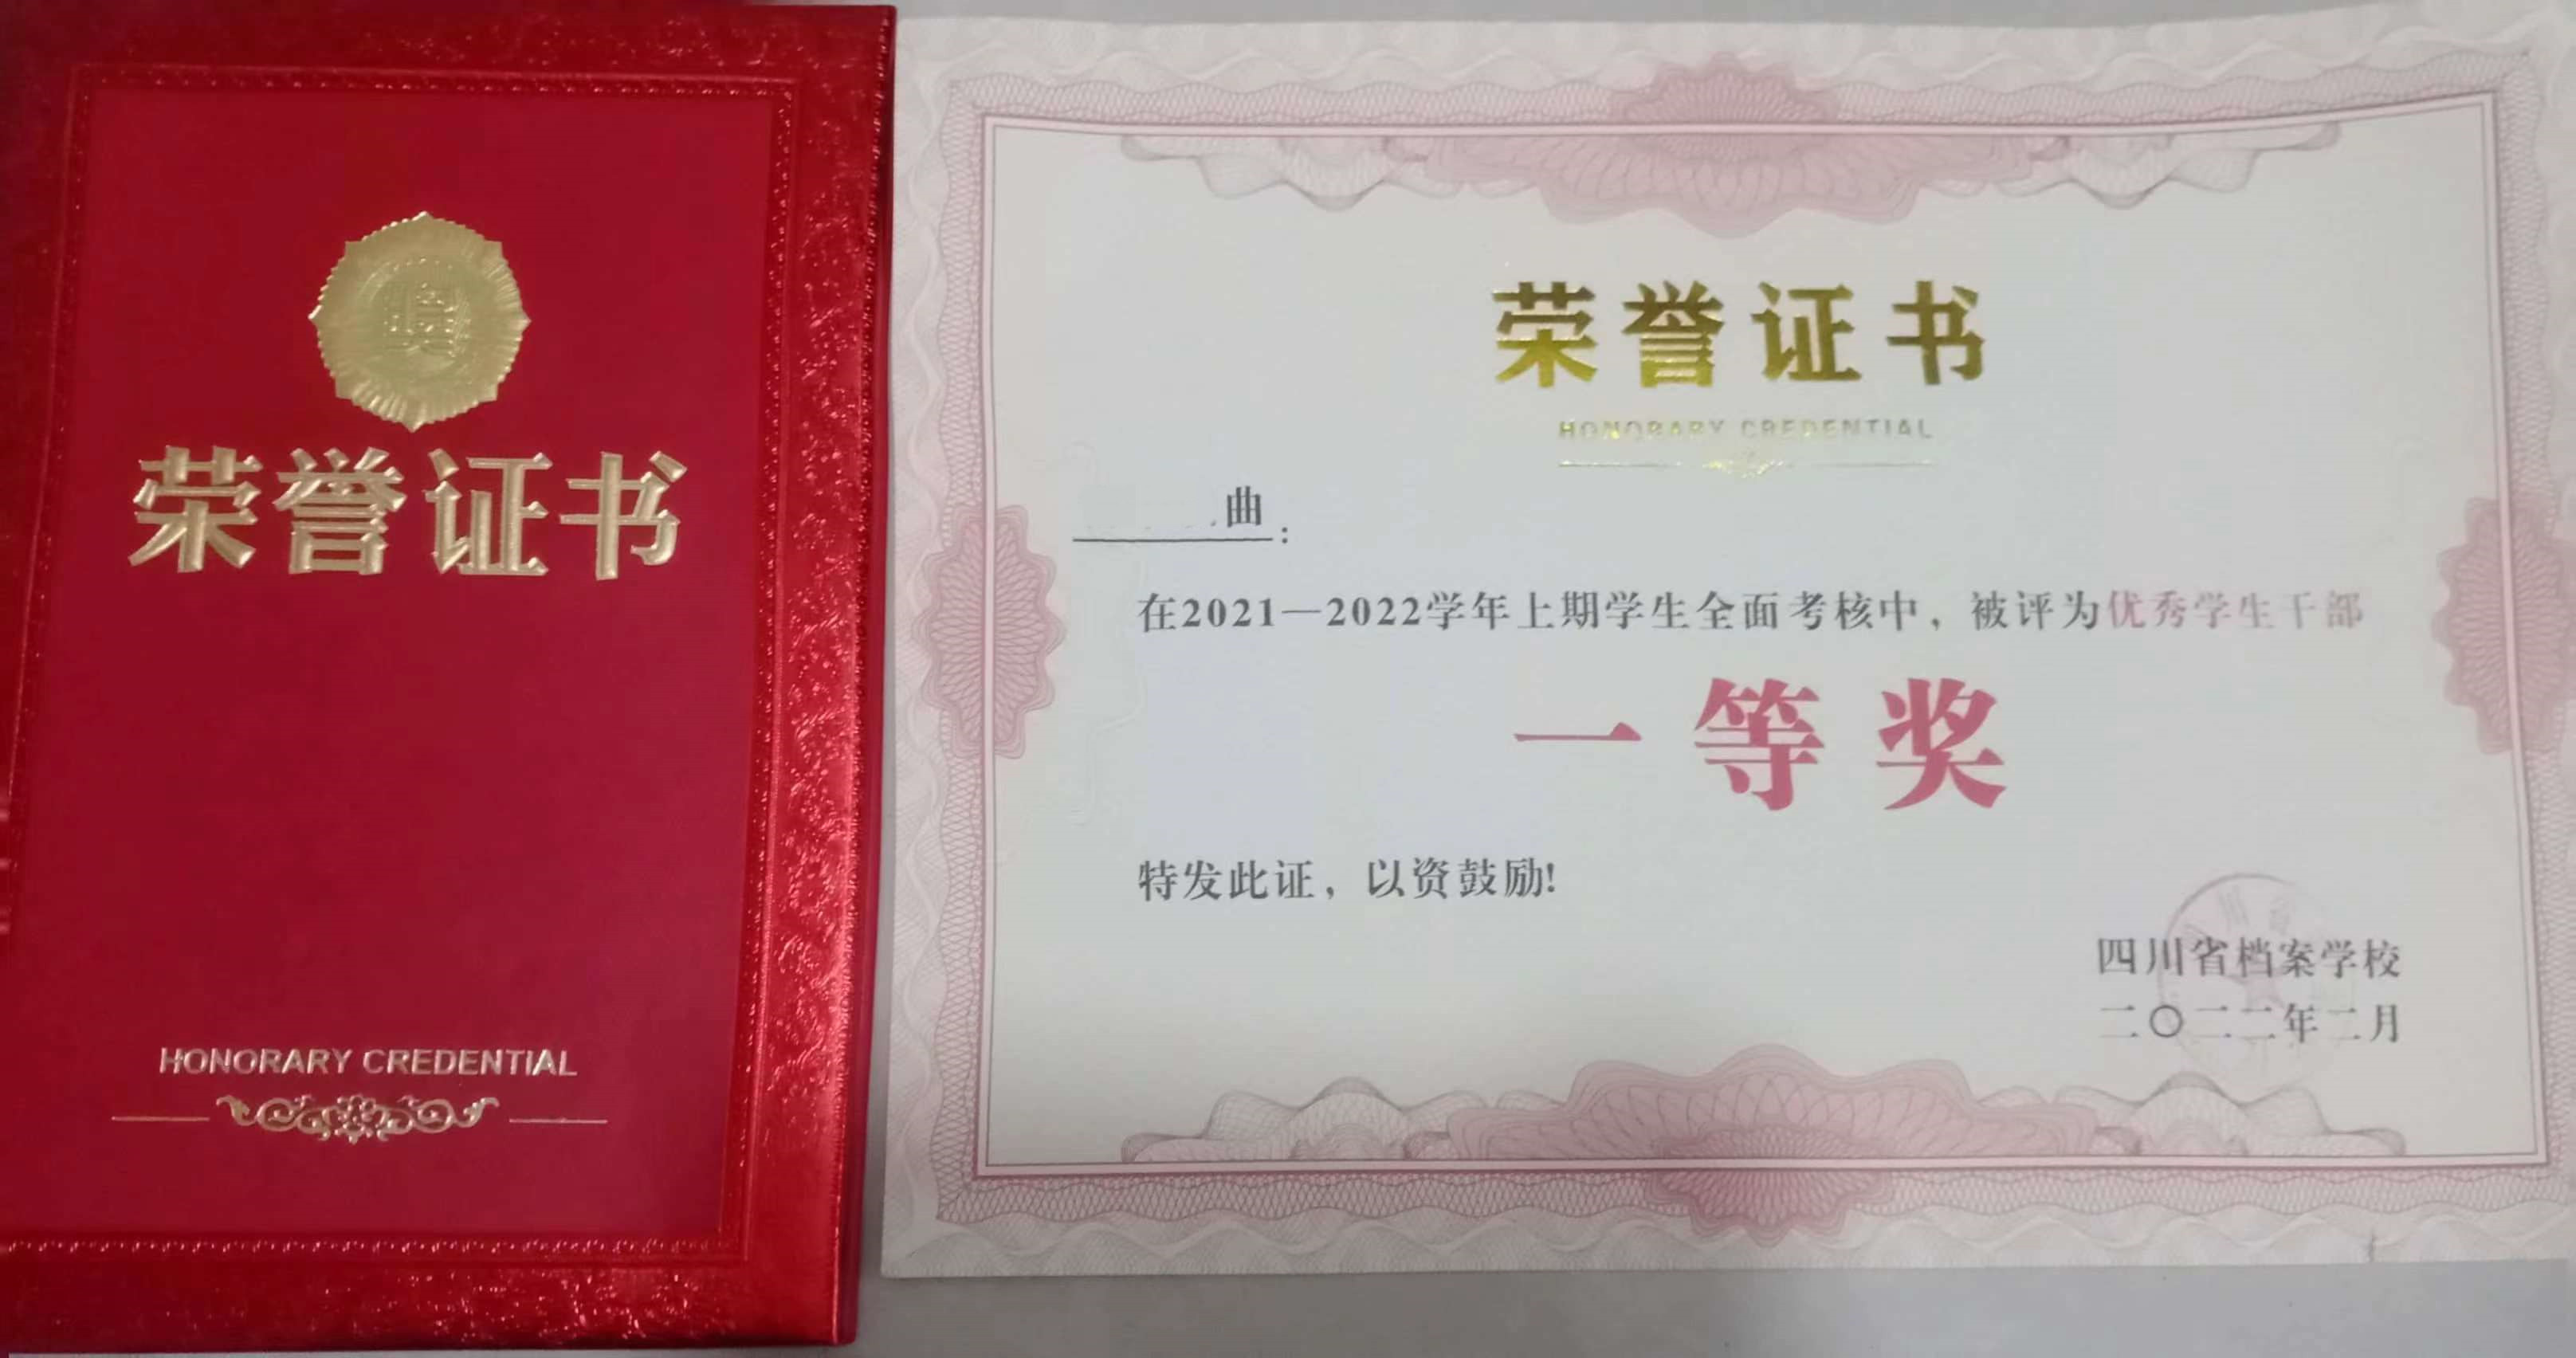 奖
荣誉证书
HONORARY CREDENTIAL
荣誉证书
HONORARY CREDENTIAL
曲:
在2021—2022学年上期学生全面考核中，被评为优秀学生干部
一等奖
特发此证，以资鼓励!
四川省档案学校
二〇二二年二月